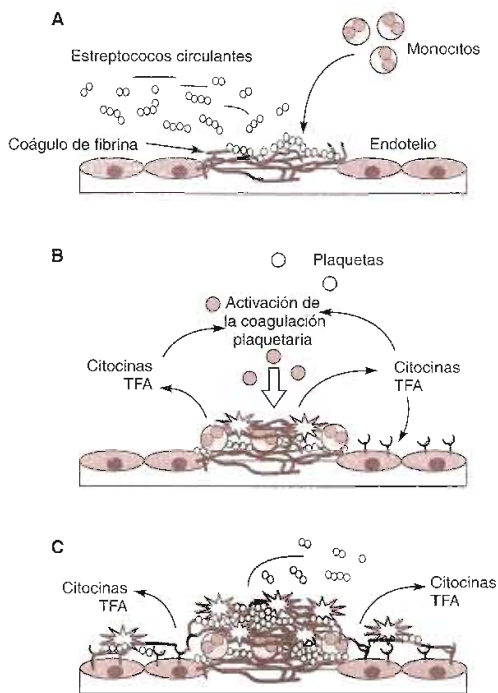 A
Estreptococos circulantes
Monocitos
Coágulo de fibrina
Endotelio
B
Plaquetas
Activación de
la coagulación
plaquetaria
Citocinas
TFA
Citocinas
TFA
C
Citocinas
TFA
Citocinas
TFA